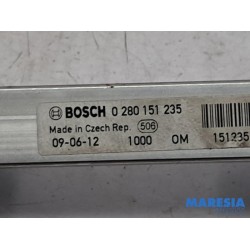 BOSCH 0 280 151 235
Made in Czech Rep. 506
09-06-12 1000 OM 151235
MARESIA